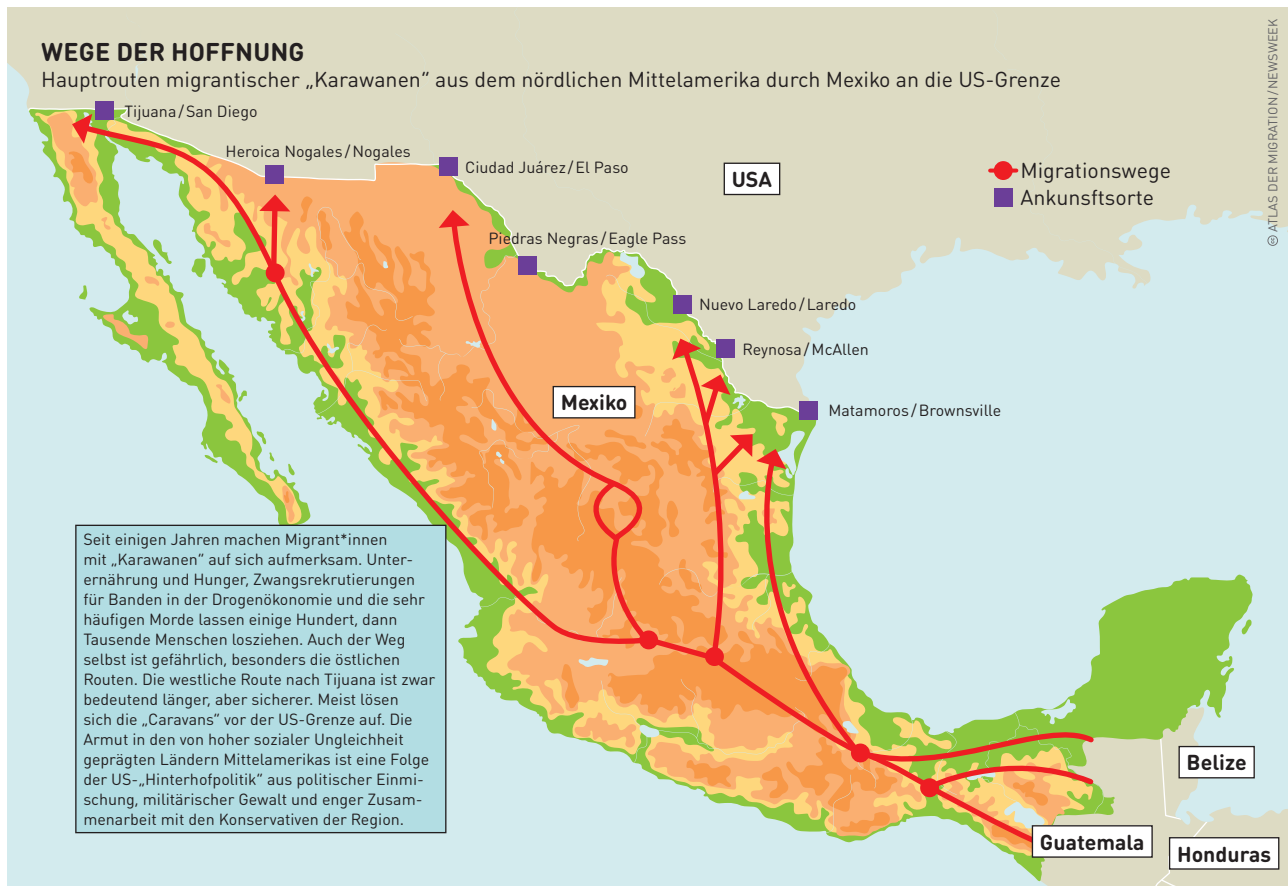 WEGE DER HOFFNUNG
Hauptrouten migrantischer „Karawanen“ aus dem nördlichen Mittelamerika durch Mexiko an die US-Grenze
© ATLAS DER MIGRATION/NEWSWEEK
Tijuana/San Diego
Heroica Nogales/Nogales
Ciudad Juárez/El Paso
USA
Migrationswege
Ankunftsorte
Piedras Negras/Eagle Pass
Nuevo Laredo/Laredo
Reynosa/McAllen
Mexiko
Matamoros/Brownsville
Seit einigen Jahren machen Migrant*innen
mit „Karawanen“ auf sich aufmerksam. Unter-
ernährung und Hunger, Zwangsrekrutierungen
für Banden in der Drogenökonomie und die sehr
häufigen Morde lassen einige Hundert, dann
Tausende Menschen losziehen. Auch der Weg
selbst ist gefährlich, besonders die östlichen
Routen. Die westliche Route nach Tijuana ist zwar
bedeutend länger, aber sicherer. Meist lösen
sich die „Caravans“ vor der US-Grenze auf. Die
Armut in den von hoher sozialer Ungleichheit
geprägten Ländern Mittelamerikas ist eine Folge
der US-„Hinterhofpolitik“ aus politischer Einmi-
schung, militärischer Gewalt und enger Zusam-
menarbeit mit den Konservativen der Region.
Belize
Guatemala
Honduras